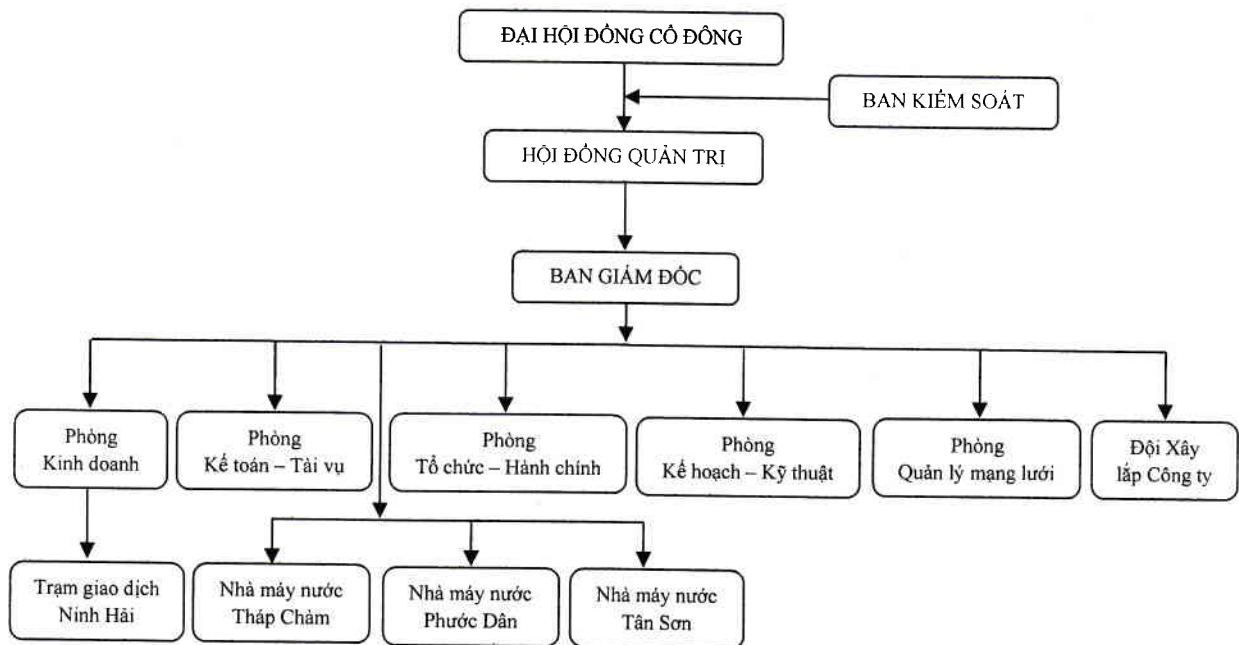 ĐẠI HỘI ĐỒNG CỔ ĐÔNG
BAN KIỂM SOÁT
HỘI ĐỒNG QUẢN TRỊ
BAN GIÁM ĐỐC
Phòng
Kinh doanh
Phòng
Kế toán – Tài vụ
Phòng
Tổ chức – Hành chính
Phòng
Kế hoạch – Kỹ thuật
Phòng
Quản lý mạng lưới
Đội Xây
lắp Công ty
Trạm giao dịch
Ninh Hải
Nhà máy nước
Tháp Chàm
Nhà máy nước
Phước Dân
Nhà máy nước
Tân Sơn